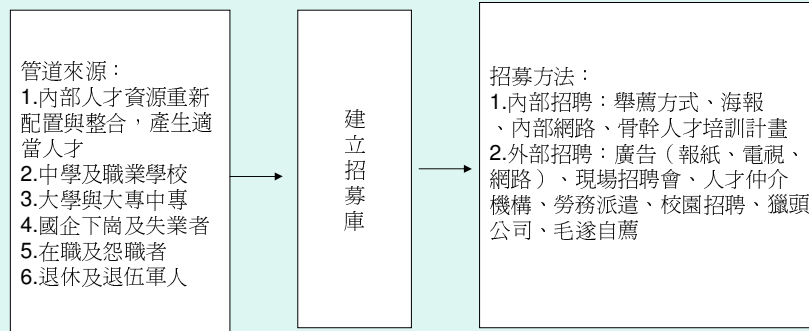 管道來源：
1.內部人才資源重新
配置與整合，產生適
當人才
2.中學及職業學校
3.大學與大專中專
4.國企下崗及失業者
5.在職及怨職者
6.退休及退伍軍人
建
立
招
募
庫
招募方法：
1.內部招聘：舉薦方式、海報
、內部網路、骨幹人才培訓計畫
2.外部招聘：廣告（報紙、電視、
網路）、現場招聘會、人才仲介
機構、勞務派遣、校園招聘、獵頭
公司、毛遂自薦